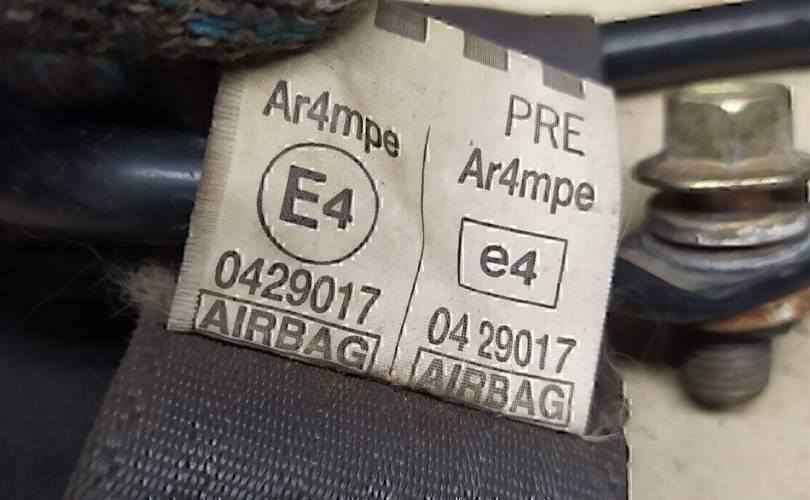 Ar4mpe
E4
0429017
AIRBAG
PRE
Ar4mpe
e4
04 29017
AIRBAG